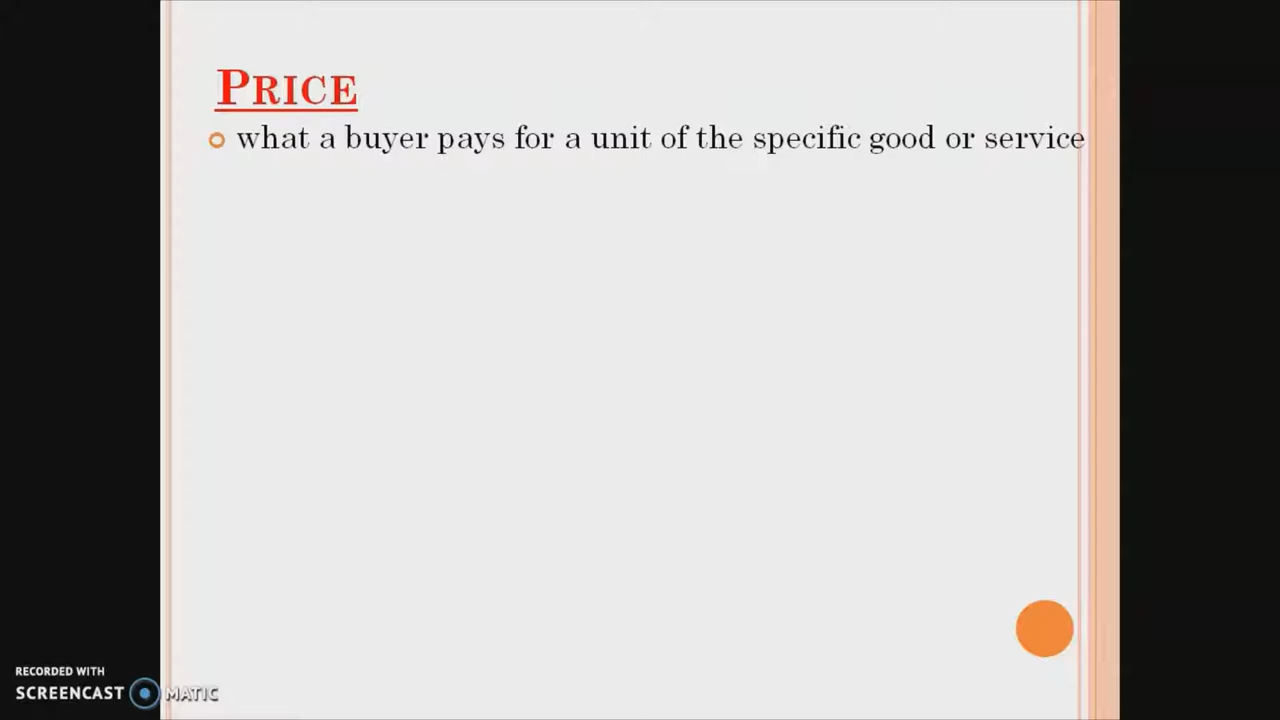 PRICE
what a buyer pays for a unit of the specific good or service
RECORDED WITH
SCREENCAST MATIC